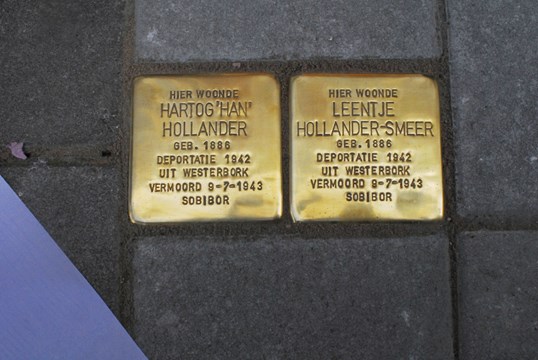 HIER WOONDE
HARTOG "HAN"
HOLLANDER
GEB. 1886
DEPORTATIE 1942
UIT WESTERBORK
VERMOORD 9-7-1943
SOBIBOR
HIER WOONDE
LEENTJE
HOLLANDER-SMEER
GEB. 1886
DEPORTATIE 1942
UIT WESTERBORK
VERMOORD 9-7-1943
SOBIBOR